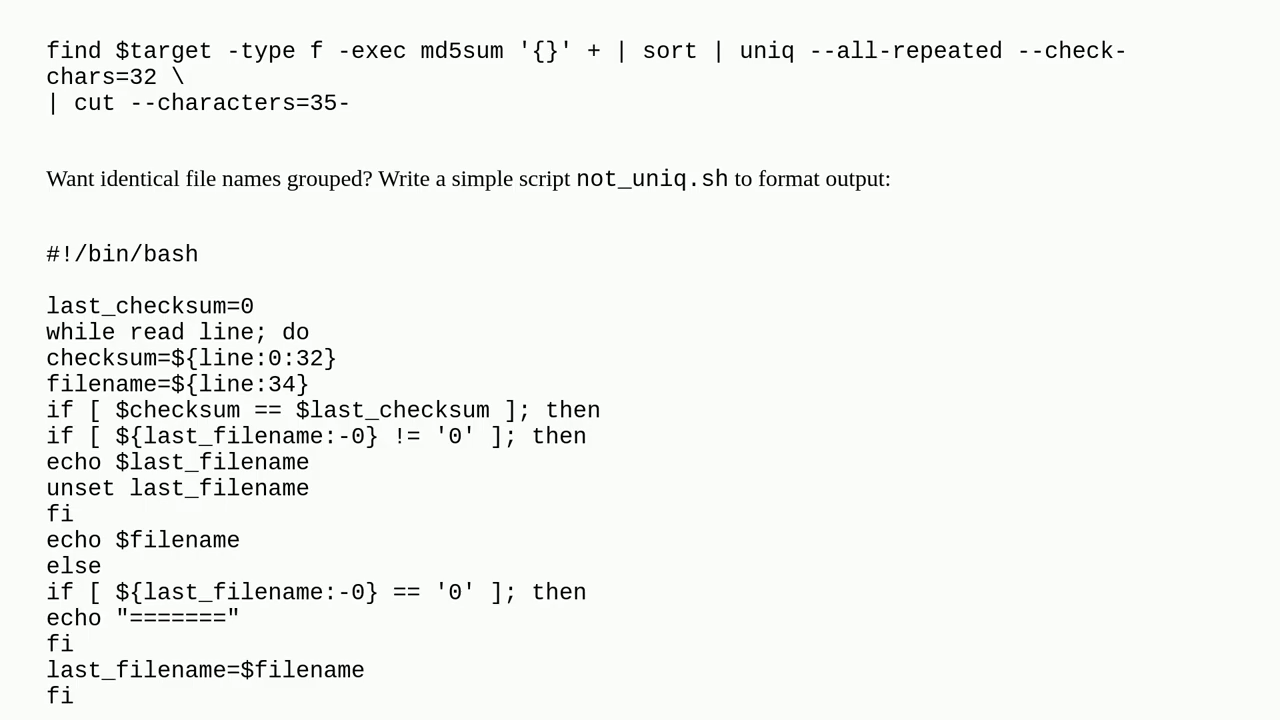 find $target -type f -exec md5sum '{}' + | sort | uniq --all-repeated --check-
chars=32 \
| cut --characters=35-
Want identical file names grouped? Write a simple script not_uniq.sh to format output:
#!/bin/bash
last_checksum=0
while read line; do
checksum=${line:0:32}
filename=${line:34}
if [ $checksum == $last_checksum ]; then
if [ ${last_filename:-0} != '0' ]; then
echo $last_filename
unset last_filename
fi
echo $filename
else
if [ ${last_filename:-0} == '0' ]; then
echo "======="
fi
last_filename=$filename
fi